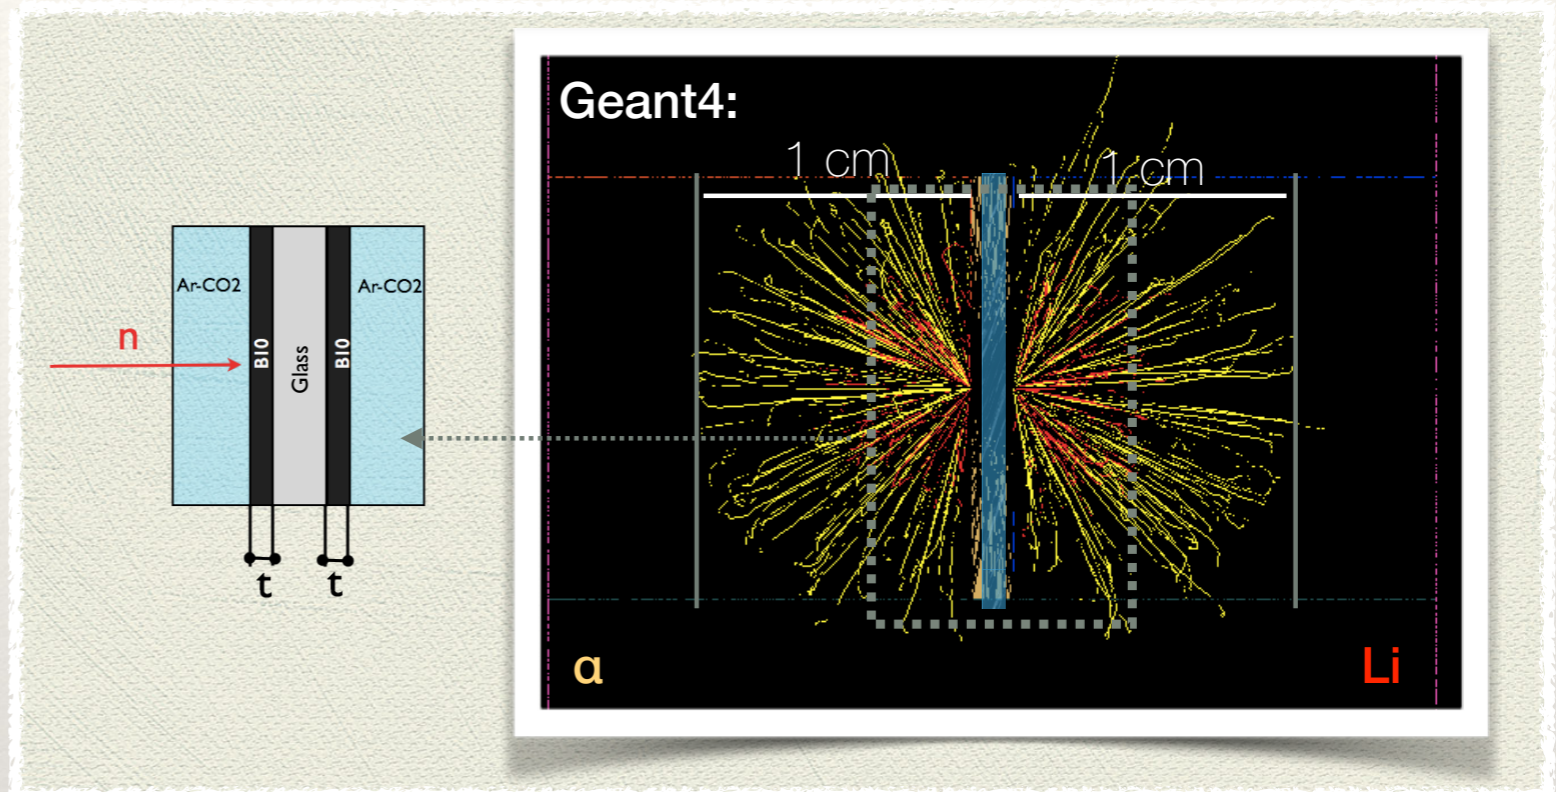 Geant4:
1 cm
1 cm
Ar-CO2
Ar-CO2
n
B10
Glass
B10
t
t
α
Li